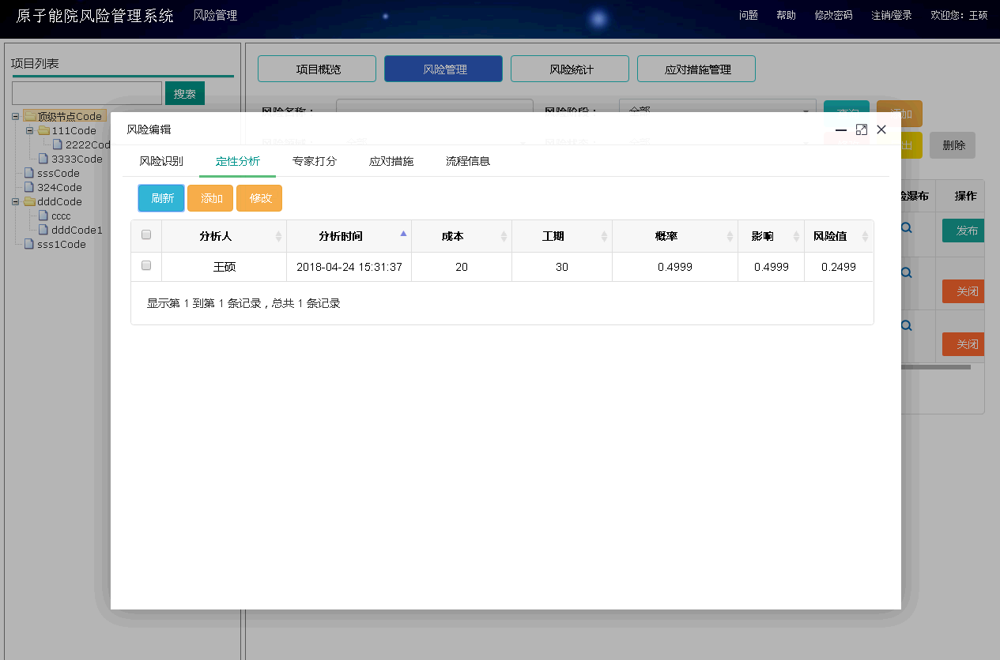 原子能院风险管理系统 风险管理 问题 帮助 修改密码 注销/登录 欢迎您：王硕
项目列表
搜索
顶级节点Code
111Code
2222Cod
3333Code
sssCode
324Code
dddCode
cccc
dddCode1
sss1Code
项目概览 风险管理 风险统计 应对措施管理
风险名称： 风险阶段： 全部 查询 添加
出 删除
险瀑布 操作
发布
关闭
关闭
风险编辑
风险识别 定性分析 专家打分 应对措施 流程信息
刷新 添加 修改
分析人 分析时间 成本 工期 概率 影响 风险值
王硕 2018-04-24 15:31:37 20 30 0.4999 0.4999 0.2499
显示第 1 到第 1 条记录，总共 1 条记录